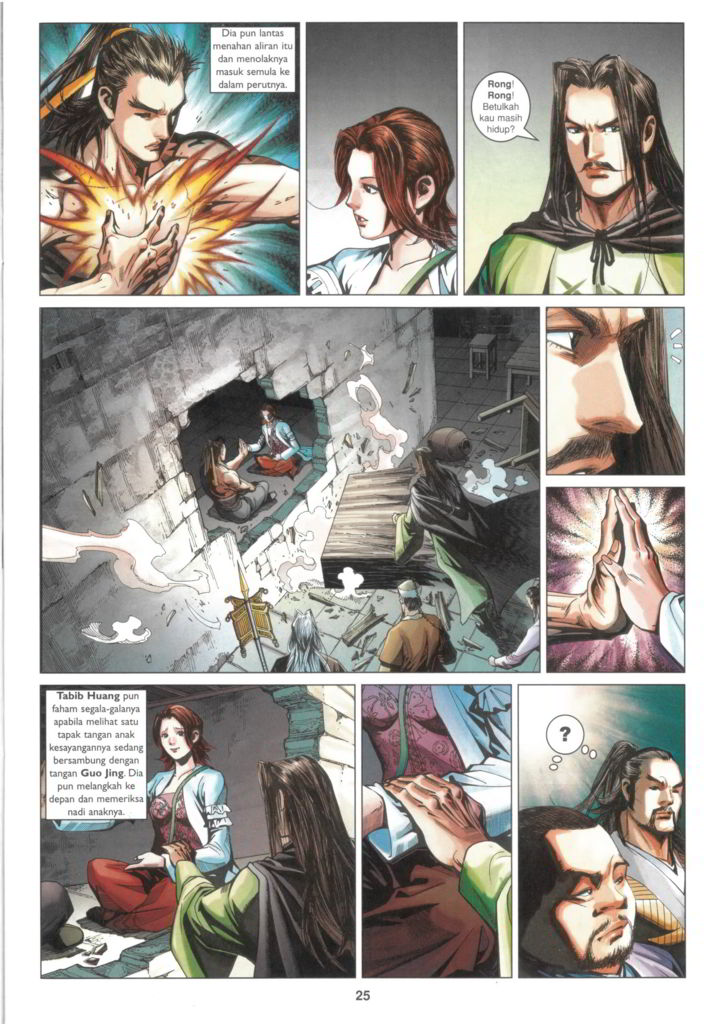 Dia pun lantas
menahan aliran itu
dan menolaknya
masuk semula ke
dalam perutnya.
Rong!
Rong!
Betulkah
kau masih
hidup?
Tabib Huang pun
faham segala-galanya
apabila melihat satu
tapak tangan anak
kesayangannya sedang
bersambung dengan
tangan Guo Jing. Dia
pun melangkah ke
depan dan memeriksa
nadi anaknya.
?
25